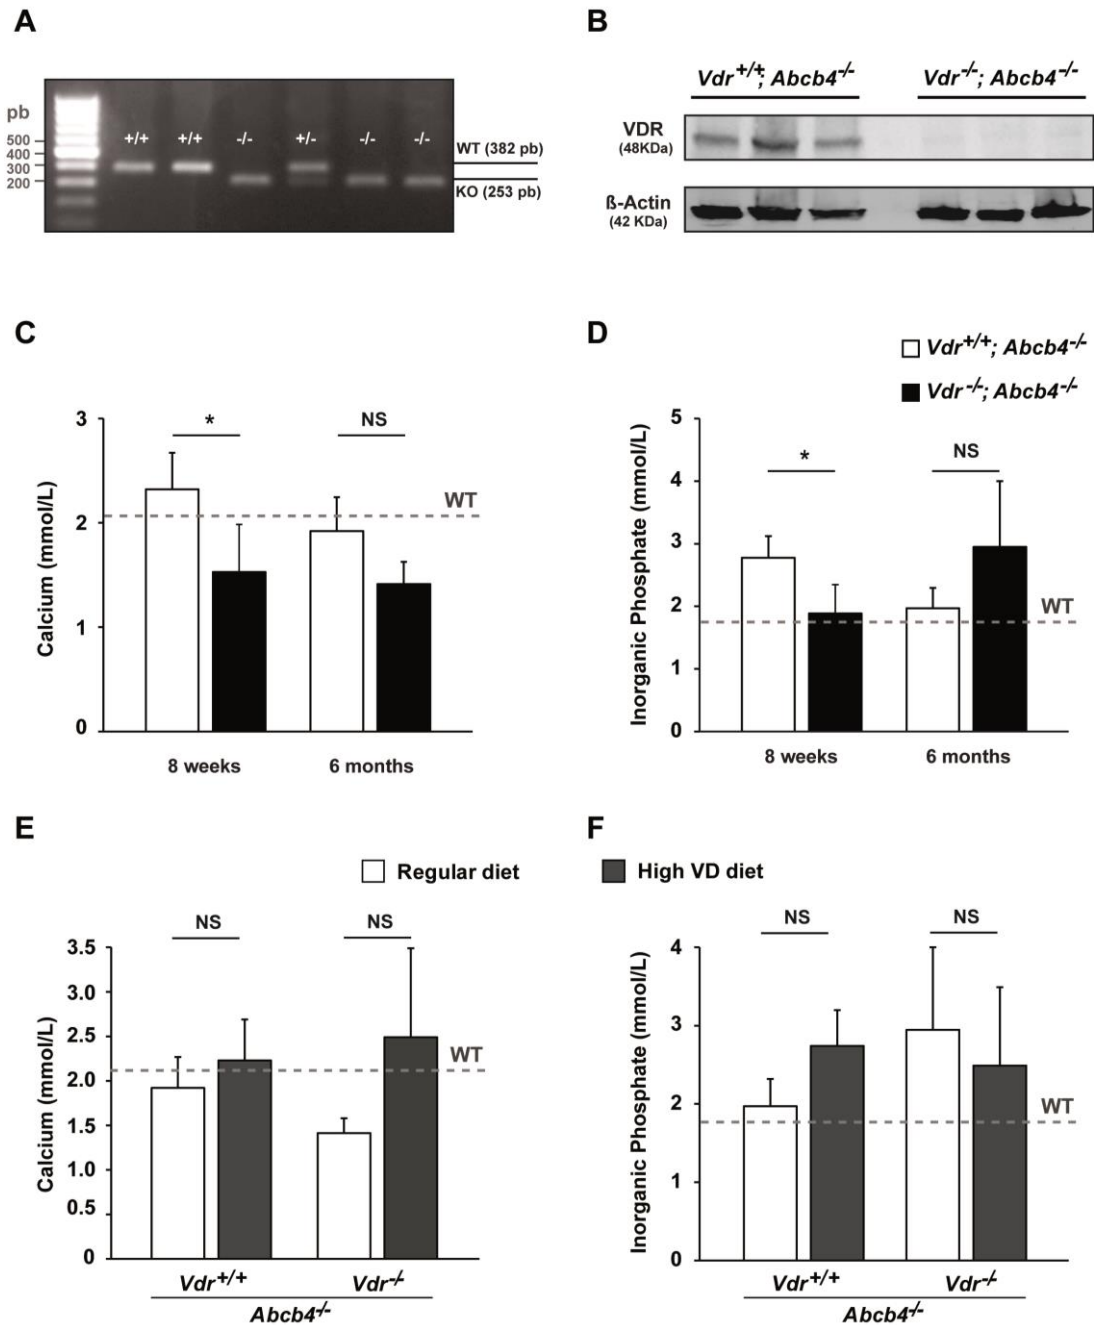 A
pb
500
400
300
200
+/+ +/+ -/- +/- -/- -/-
WT (382 pb)
KO (253 pb)
B
Vdr+/+; Abcb4-/- Vdr-/-; Abcb4-/-
VDR
(48KDa)
ß-Actin
(42 KDa)
C
Calcium (mmol/L)
3
2
1
0
*
NS
WT
8 weeks 6 months
D
Vdr+/+; Abcb4-/-
Vdr-/-; Abcb4-/-
Inorganic Phosphate (mmol/L)
5
4
3
2
1
0
*
NS
WT
8 weeks 6 months
E
Regular diet
High VD diet
Calcium (mmol/L)
3.5
3.0
2.5
2.0
1.5
1.0
0.5
0
NS
NS
WT
Vdr+/+ Vdr-/-
Abcb4-/-
F
Inorganic Phosphate (mmol/L)
4
3
2
1
0
NS
NS
WT
Vdr+/+ Vdr-/-
Abcb4-/-